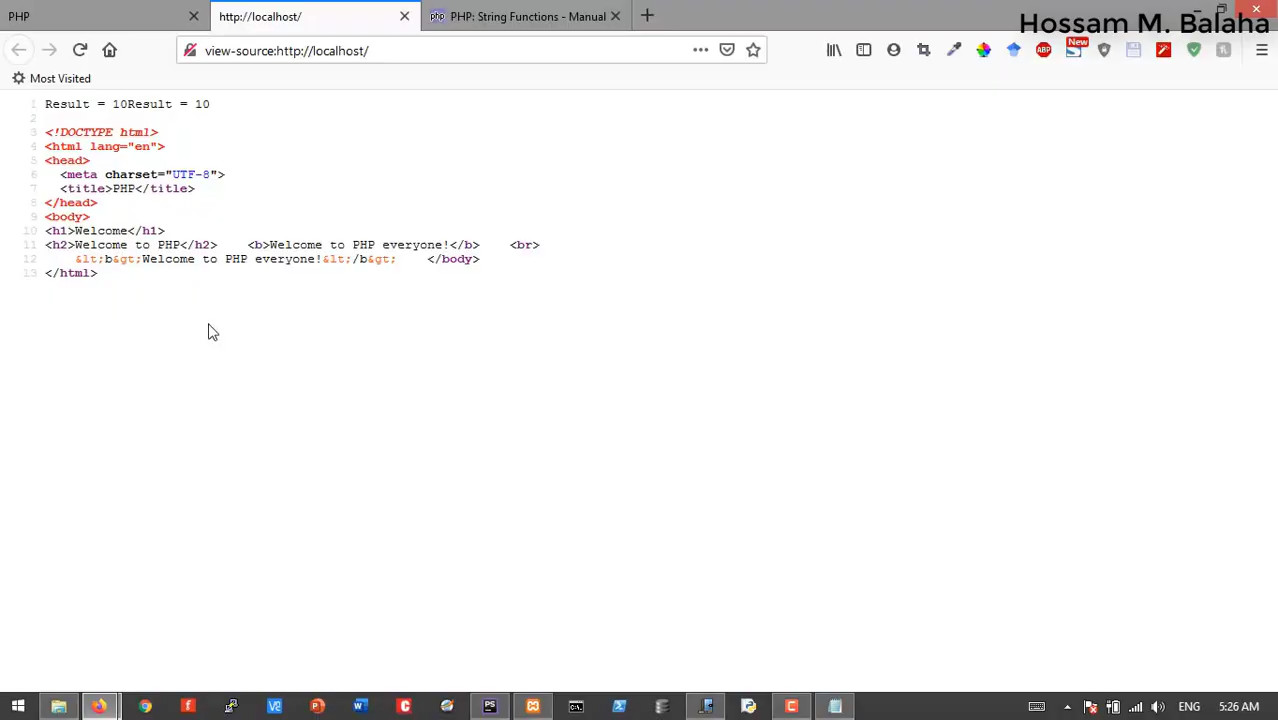 PHP
http://localhost/
PHP: String Functions - Manual
Hossam M. Balaha
view-source:http://localhost/
ABP
New
Most Visited
1 Result = 10Result = 10
2
3 <!DOCTYPE html>
4 <html lang="en">
5 <head>
6 <meta charset="UTF-8">
7 <title>PHP</title>
8 </head>
9 <body>
10 <h1>Welcome</h1>
11 <h2>Welcome to PHP</h2> <b>Welcome to PHP everyone!</b> <br>
12 &lt;b&gt;Welcome to PHP everyone!&lt;/b&gt; </body>
13 </html>
ENG
5:26 AM